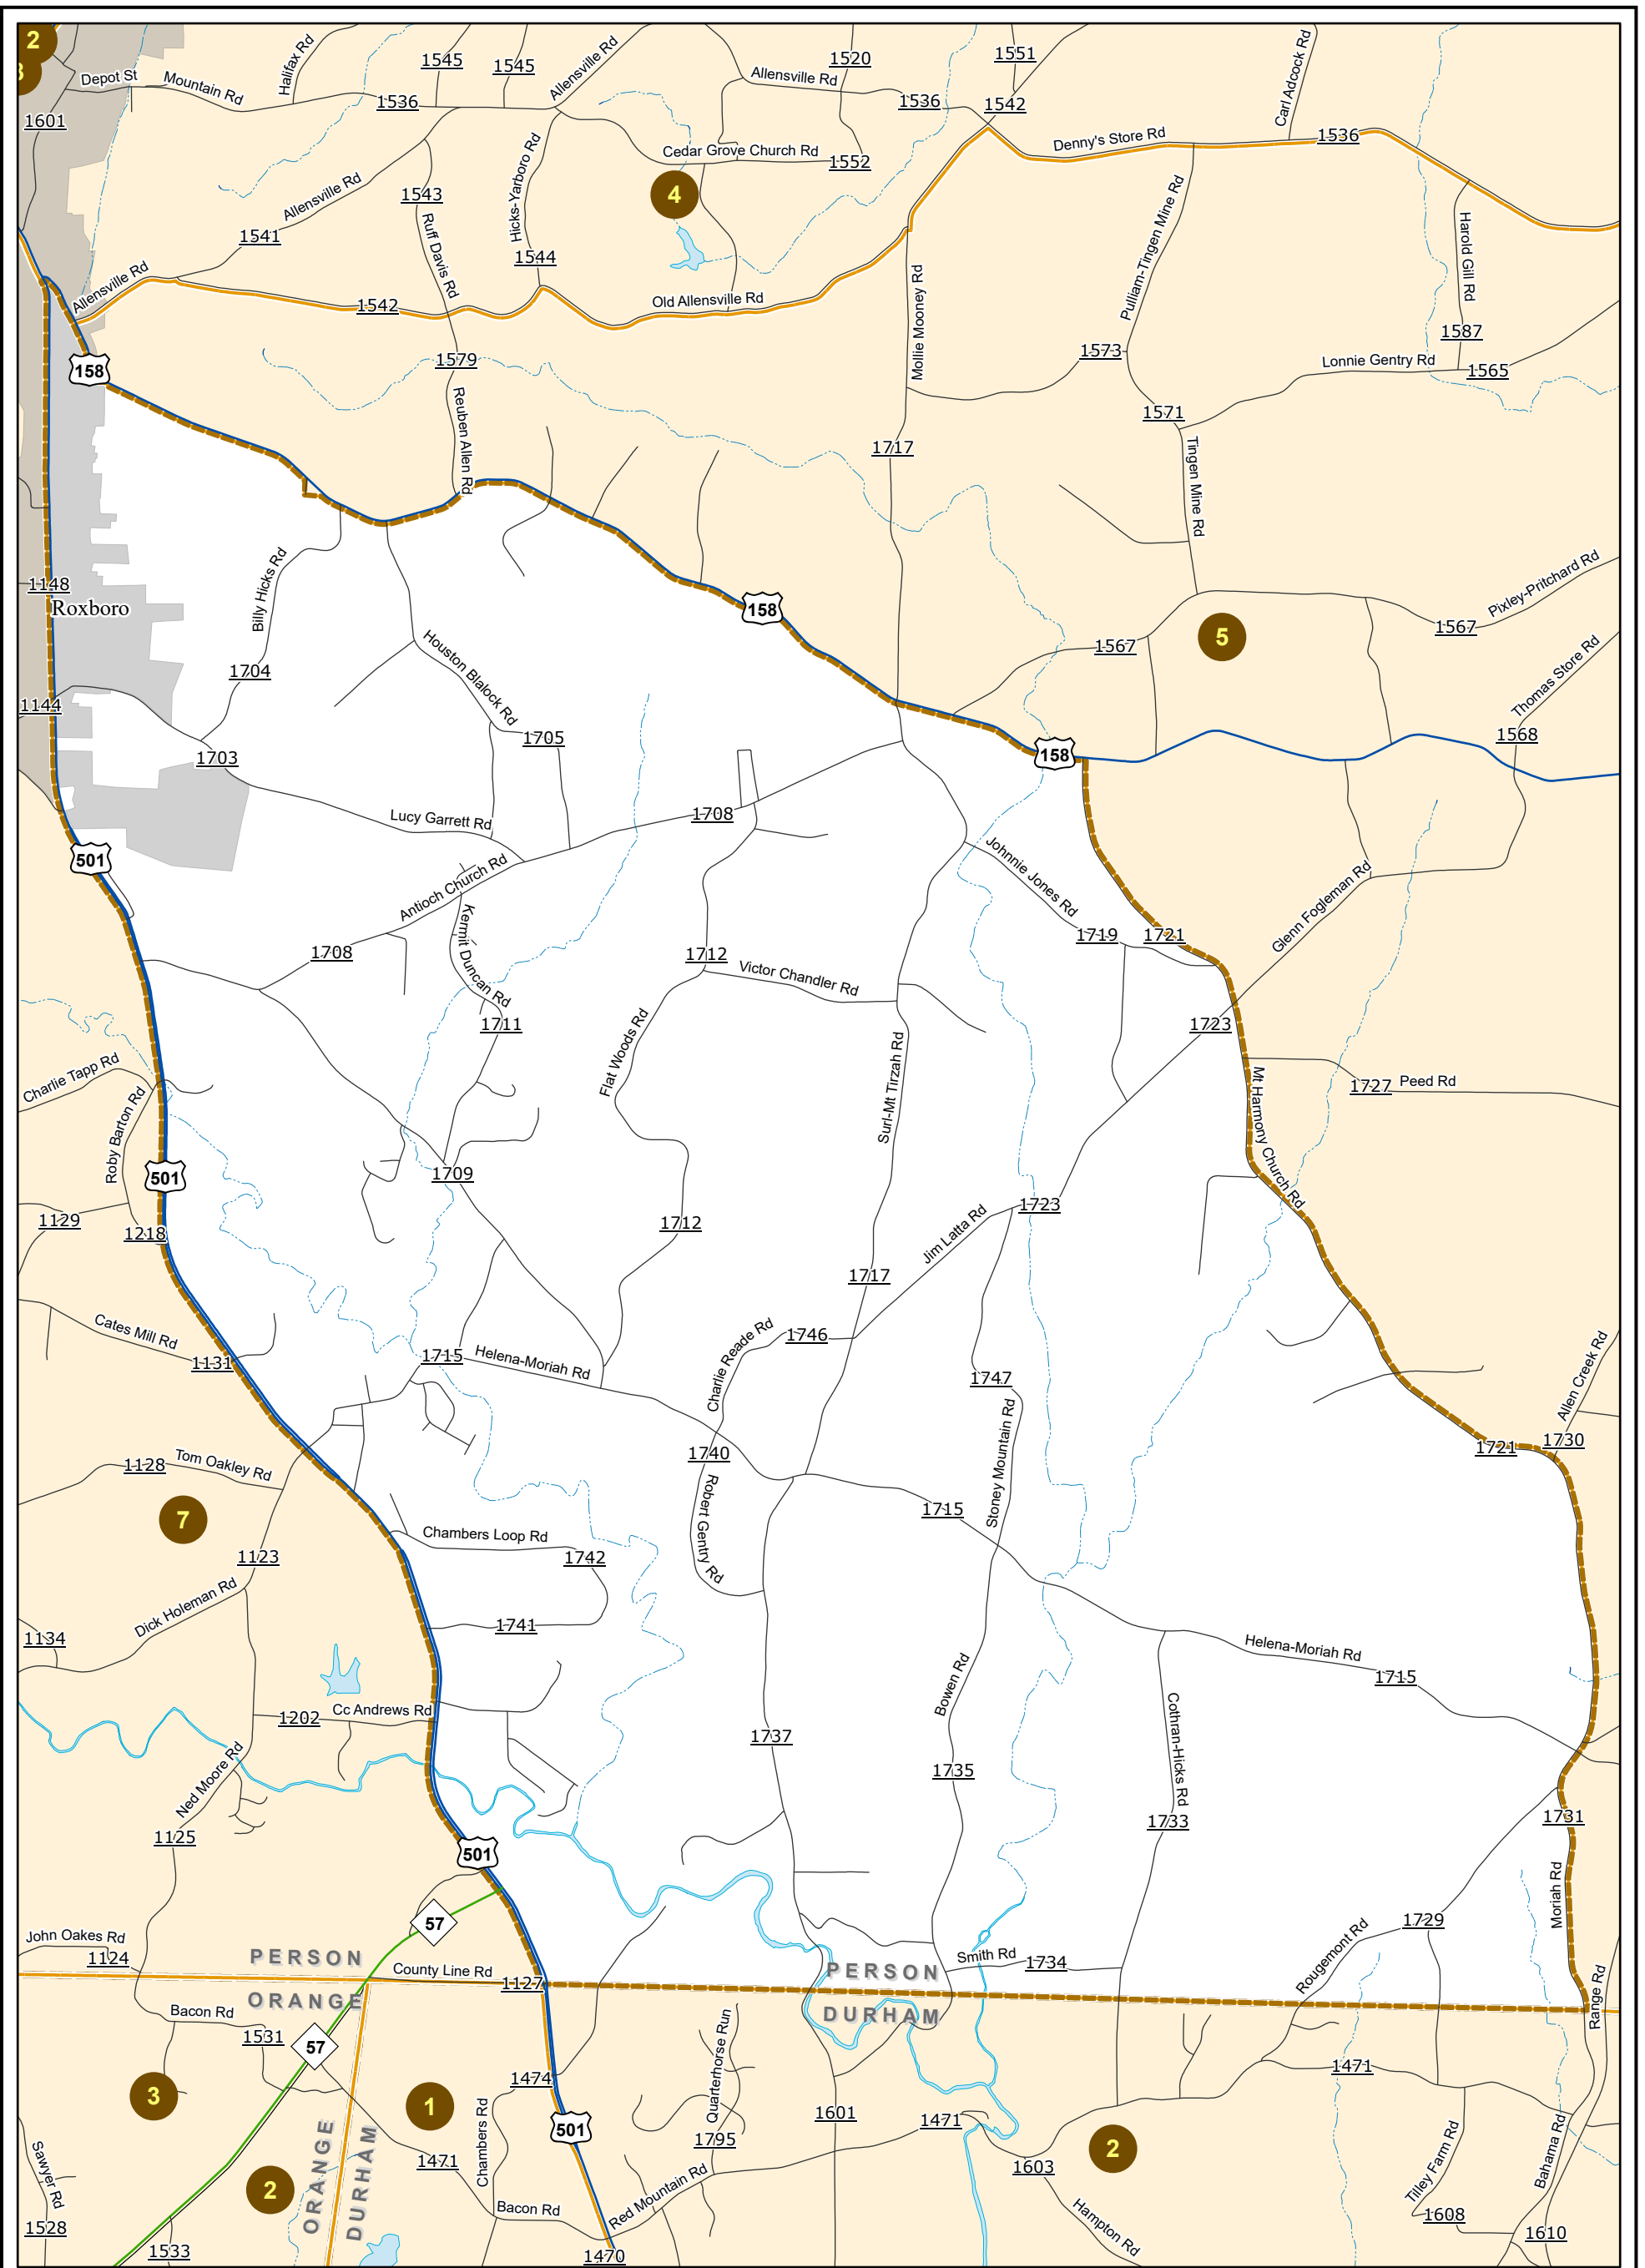 2
3
Depot St
Mountain Rd
Halifax Rd
1545
1545
Allensville Rd
1520
1551
Carl Adcock Rd
1536
Allensville Rd
1536
1542
1601
Denny's Store Rd
1536
Cedar Grove Church Rd
1552
Hicks-Yarboro Rd
Allensville Rd
1543
4
Pulliam-Tingen Mine Rd
Harold Gill Rd
1541
Ruff Davis Rd
1544
Allensville Rd
1542
Old Allensville Rd
Mollie Mooney Rd
158
1579
1573
1587
Lonnie Gentry Rd
1565
Reuben Allen Rd
1571
1717
Tingen Mine Rd
1148
Roxboro
Billy Hicks Rd
158
Pixley-Pritchard Rd
1567
5
1567
1704
Houston Blalock Rd
Thomas Store Rd
1144
1705
1568
1703
158
Lucy Garrett Rd
1708
501
Antioch Church Rd
Johnnie Jones Rd
Glenn Fogleman Rd
Kermit Duncan Rd
1719
1721
1708
1712
Victor Chandler Rd
1711
1723
Flat Woods Rd
Surl-Mt Tirzah Rd
Charlie Tapp Rd
1727
Peed Rd
Mt Harmony Church Rd
Roby Barton Rd
501
1709
1723
1129
1218
1712
Jim Latta Rd
1717
Cates Mill Rd
1131
1715
Helena-Moriah Rd
Charlie Reade Rd
1746
1747
Allen Creek Rd
Stoney Mountain Rd
1721
1730
1128
Tom Oakley Rd
1740
Robert Gentry Rd
1715
7
Chambers Loop Rd
1742
1123
Dick Holeman Rd
1741
1134
Helena-Moriah Rd
1715
Bowen Rd
Cothran-Hicks Rd
1202
Cc Andrews Rd
1737
1735
Ned Moore Rd
1733
1731
1125
501
Moriah Rd
57
1729
Rougemont Rd
John Oakes Rd
1124
PERSON
County Line Rd
1127
PERSON
Smith Rd
1734
ORANGE
DURHAM
Range Rd
Bacon Rd
1531
57
Quarterhorse Run
1471
3
1474
1
Chambers Rd
501
1601
1471
2
ORANGE
DURHAM
1795
Tilley Farm Rd
Bahama Rd
Sawyer Rd
1471
1603
2
Red Mountain Rd
Bacon Rd
Hampton Rd
1608
1528
1610
1533
1470